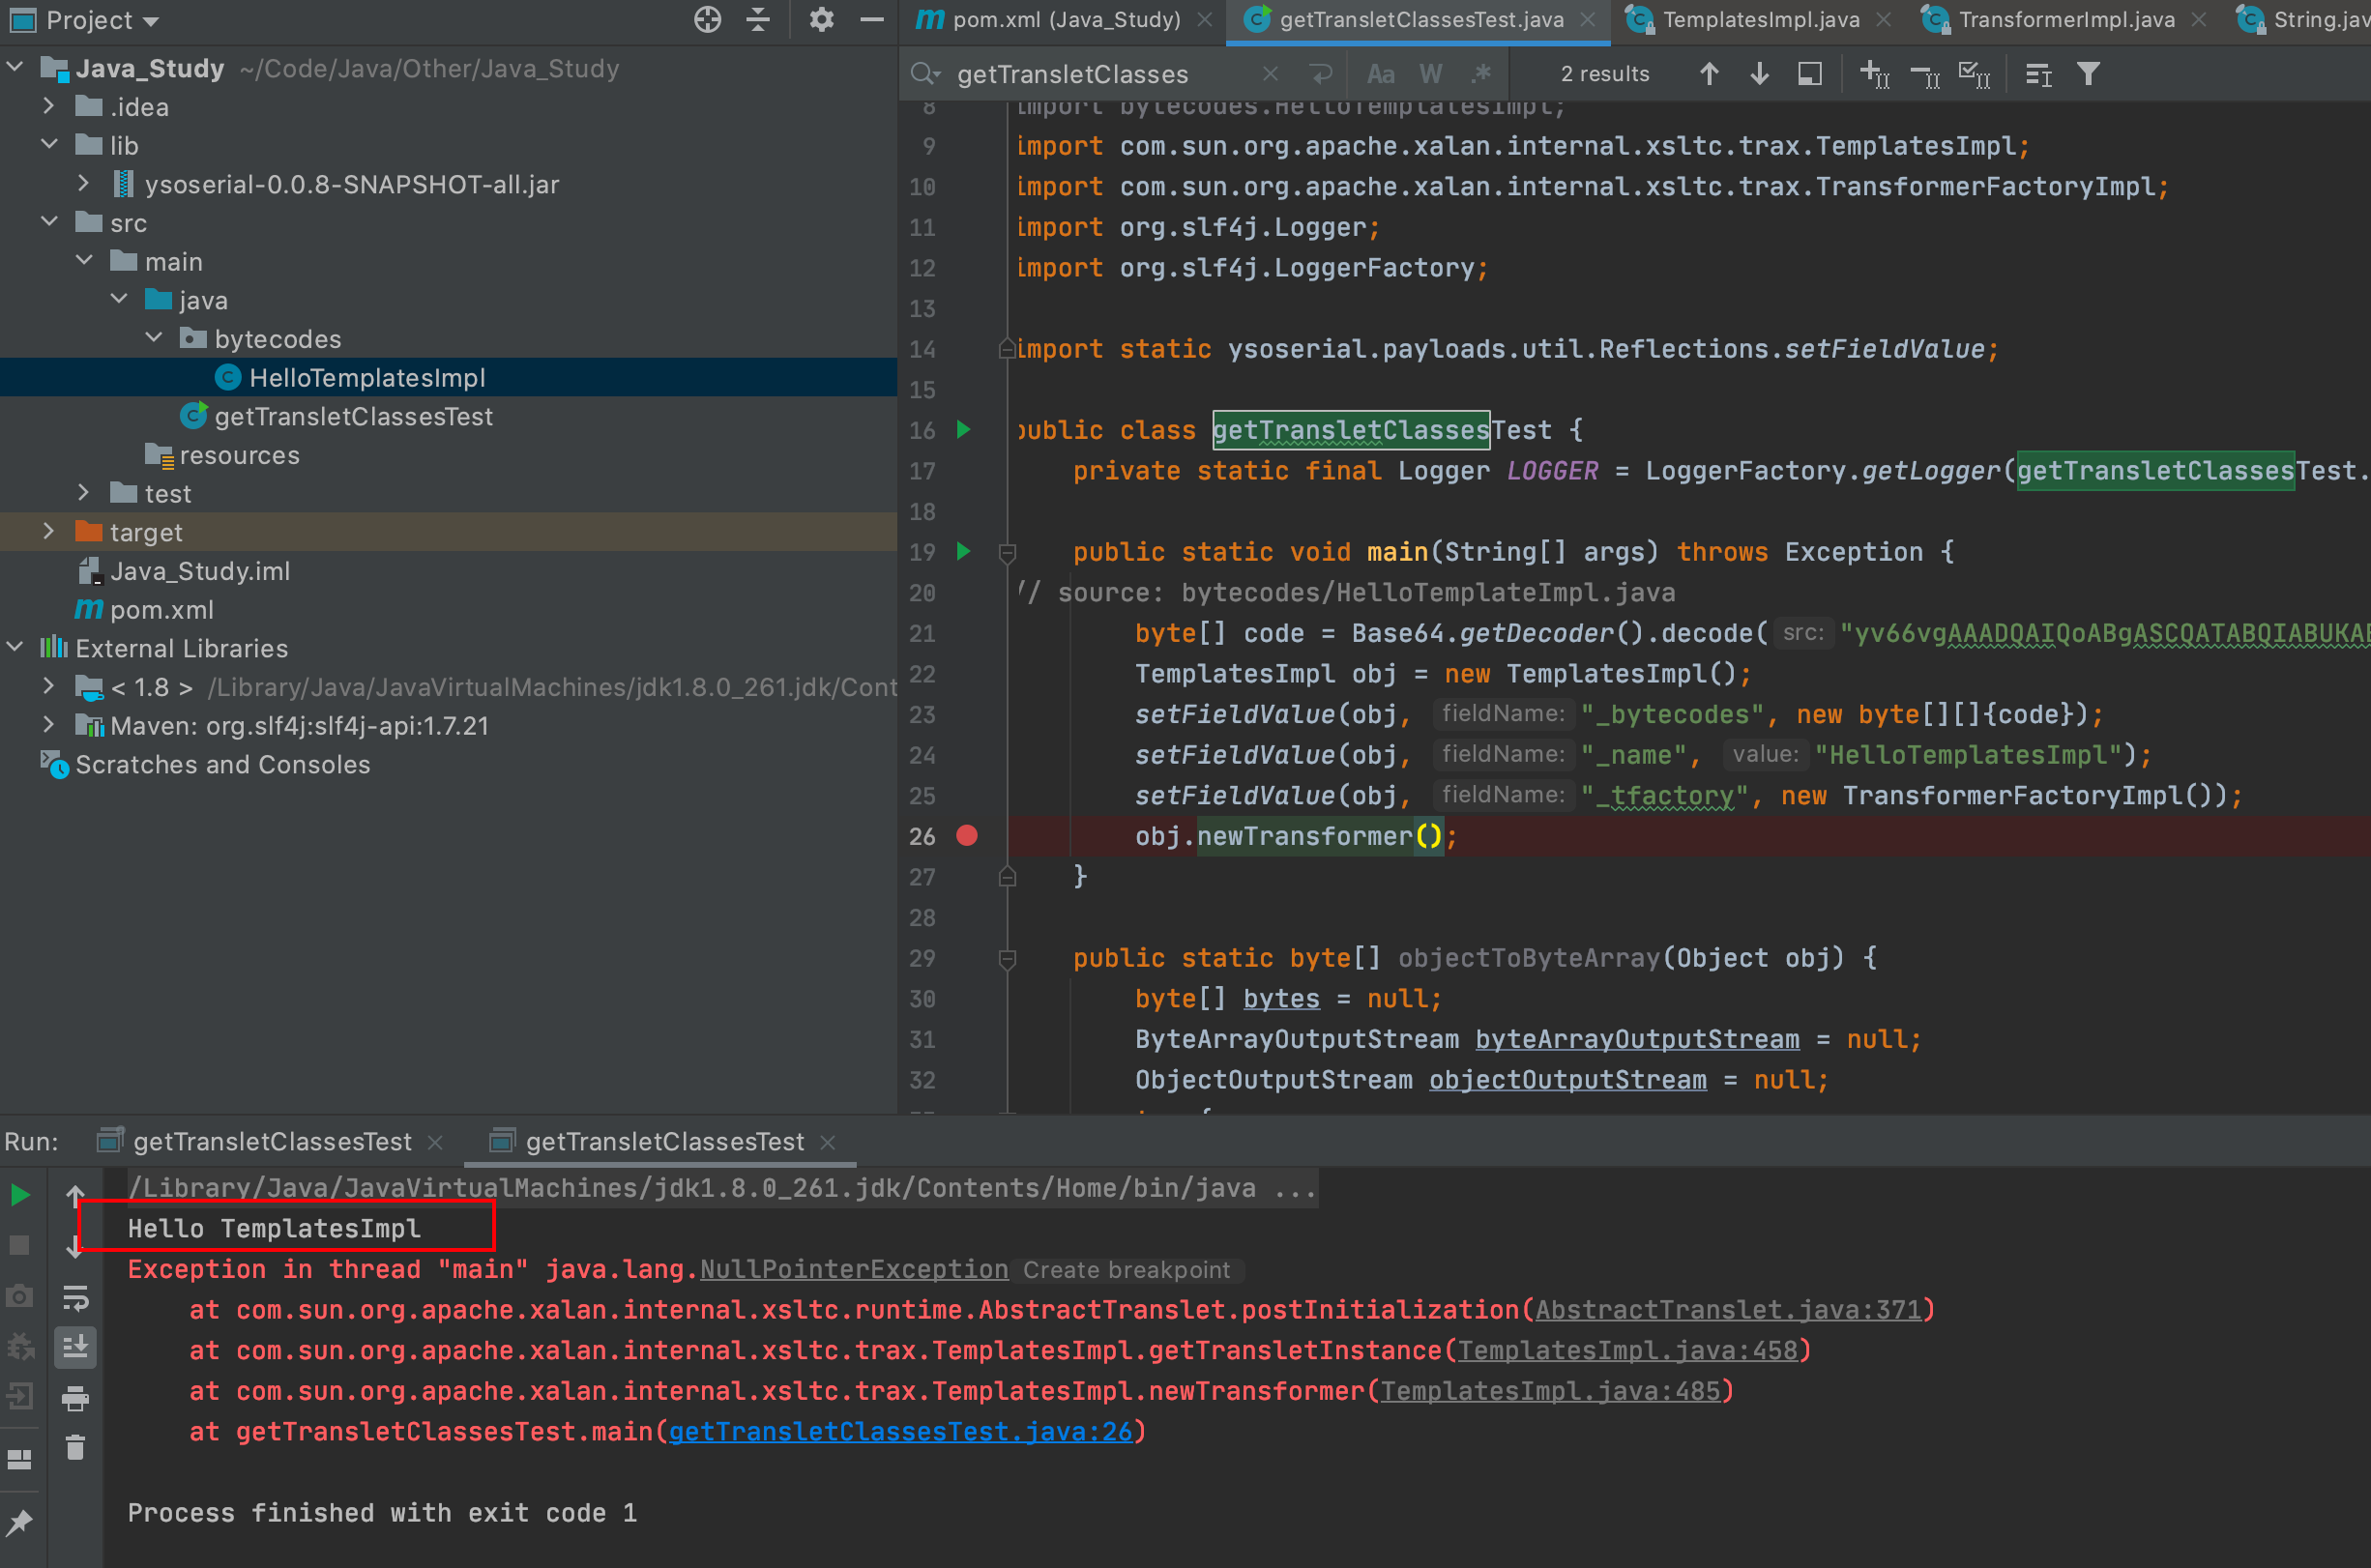 Project
Java_Study ~/Code/Java/Other/Java_Study
.idea
lib
ysoserial-0.0.8-SNAPSHOT-all.jar
src
main
java
bytecodes
HelloTemplatesImpl
getTransletClassesTest
resources
test
target
Java_Study.iml
pom.xml
External Libraries
< 1.8 > /Library/Java/JavaVirtualMachines/jdk1.8.0_261.jdk/Cont
Maven: org.slf4j:slf4j-api:1.7.21
Scratches and Consoles
pom.xml (Java_Study) getTransletClassesTest.java TemplatesImpl.java TransformerImpl.java String.jav
getTransletClasses Aa W .* 2 results
8 import bytecodes.HelloTemplatesImpl;
9 import com.sun.org.apache.xalan.internal.xsltc.trax.TemplatesImpl;
10 import com.sun.org.apache.xalan.internal.xsltc.trax.TransformerFactoryImpl;
11 import org.slf4j.Logger;
12 import org.slf4j.LoggerFactory;
13
14 import static ysoserial.payloads.util.Reflections.setFieldValue;
15
16 public class getTransletClassesTest {
17 private static final Logger LOGGER = LoggerFactory.getLogger(getTransletClassesTest.
18
19 public static void main(String[] args) throws Exception {
20 // source: bytecodes/HelloTemplateImpl.java
21 byte[] code = Base64.getDecoder().decode( src: "yv66vgAAADQAIQoABgASCQATABQIABUKAB
22 TemplatesImpl obj = new TemplatesImpl();
23 setFieldValue(obj, fieldName: "_bytecodes", new byte[][]{code});
24 setFieldValue(obj, fieldName: "_name", value: "HelloTemplatesImpl");
25 setFieldValue(obj, fieldName: "_tfactory", new TransformerFactoryImpl());
26 obj.newTransformer();
27 }
28
29 public static byte[] objectToByteArray(Object obj) {
30 byte[] bytes = null;
31 ByteArrayOutputStream byteArrayOutputStream = null;
32 ObjectOutputStream objectOutputStream = null;
Run: getTransletClassesTest getTransletClassesTest
/Library/Java/JavaVirtualMachines/jdk1.8.0_261.jdk/Contents/Home/bin/java ...
Hello TemplatesImpl
Exception in thread "main" java.lang.NullPointerException Create breakpoint
at com.sun.org.apache.xalan.internal.xsltc.runtime.AbstractTranslet.postInitialization(AbstractTranslet.java:371)
at com.sun.org.apache.xalan.internal.xsltc.trax.TemplatesImpl.getTransletInstance(TemplatesImpl.java:458)
at com.sun.org.apache.xalan.internal.xsltc.trax.TemplatesImpl.newTransformer(TemplatesImpl.java:485)
at getTransletClassesTest.main(getTransletClassesTest.java:26)
Process finished with exit code 1